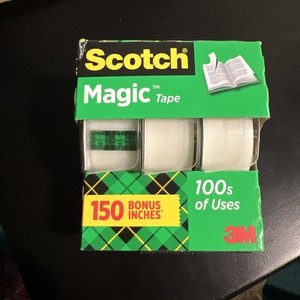 Scotch
Magic™ Tape
150 BONUS
INCHES*
100s
of Uses
3M